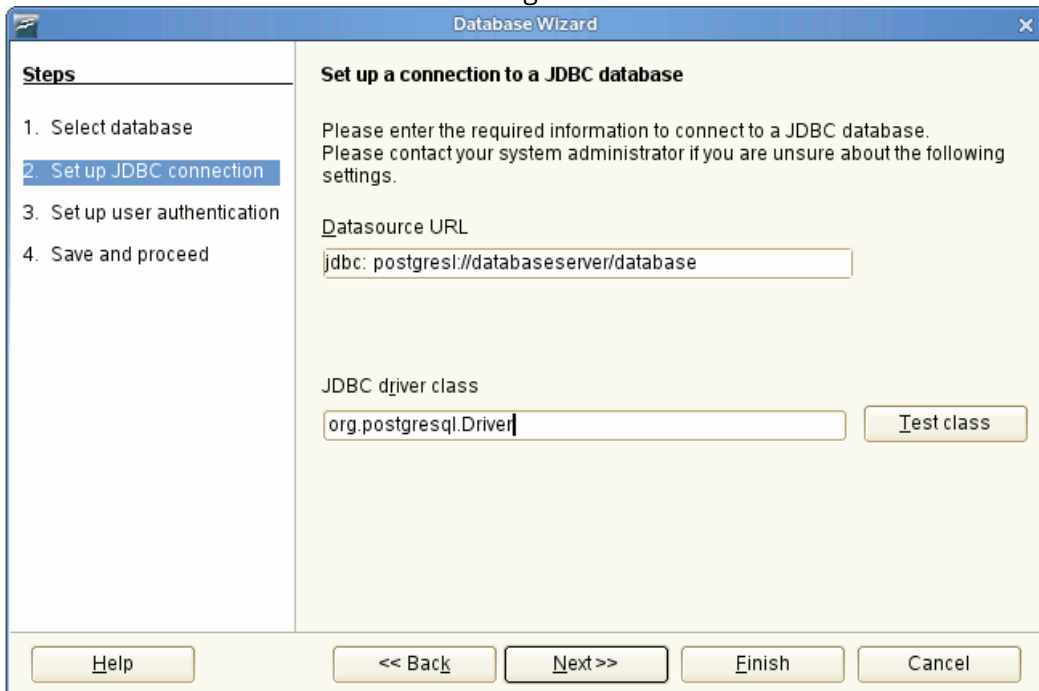 Database Wizard
Steps
1. Select database
2. Set up JDBC connection
3. Set up user authentication
4. Save and proceed
Set up a connection to a JDBC database
Please enter the required information to connect to a JDBC database.
Please contact your system administrator if you are unsure about the following
settings.
Datasource URL
jdbc: postgresl://databaseserver/database
JDBC driver class
org.postgresql.Driver
Test class
Help
<< Back
Next >>
Finish
Cancel